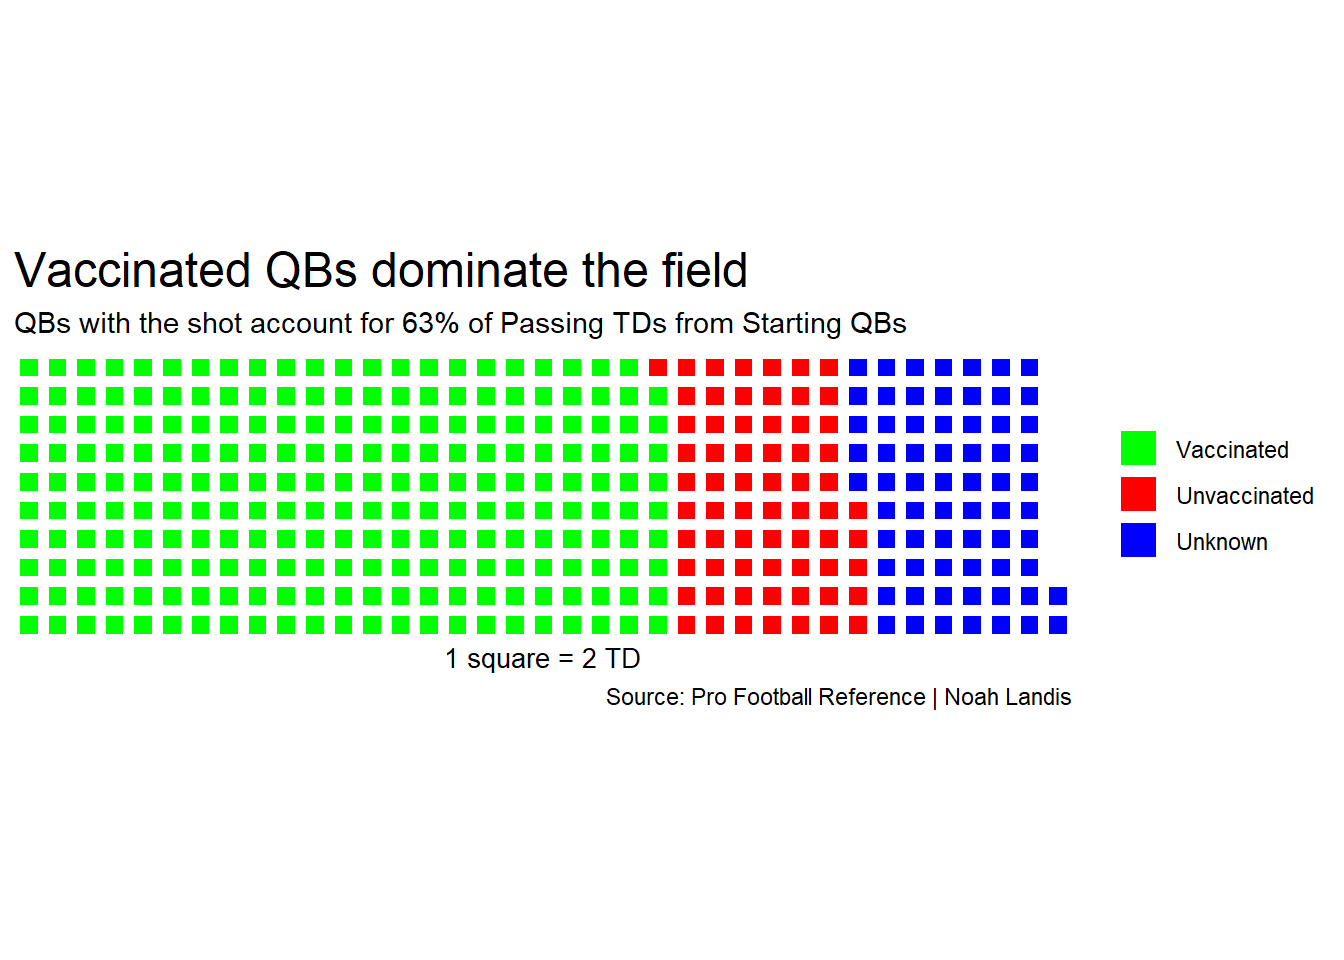 Vaccinated QBs dominate the field
QBs with the shot account for 63% of Passing TDs from Starting QBs
Vaccinated
Unvaccinated
Unknown
1 square = 2 TD
Source: Pro Football Reference | Noah Landis